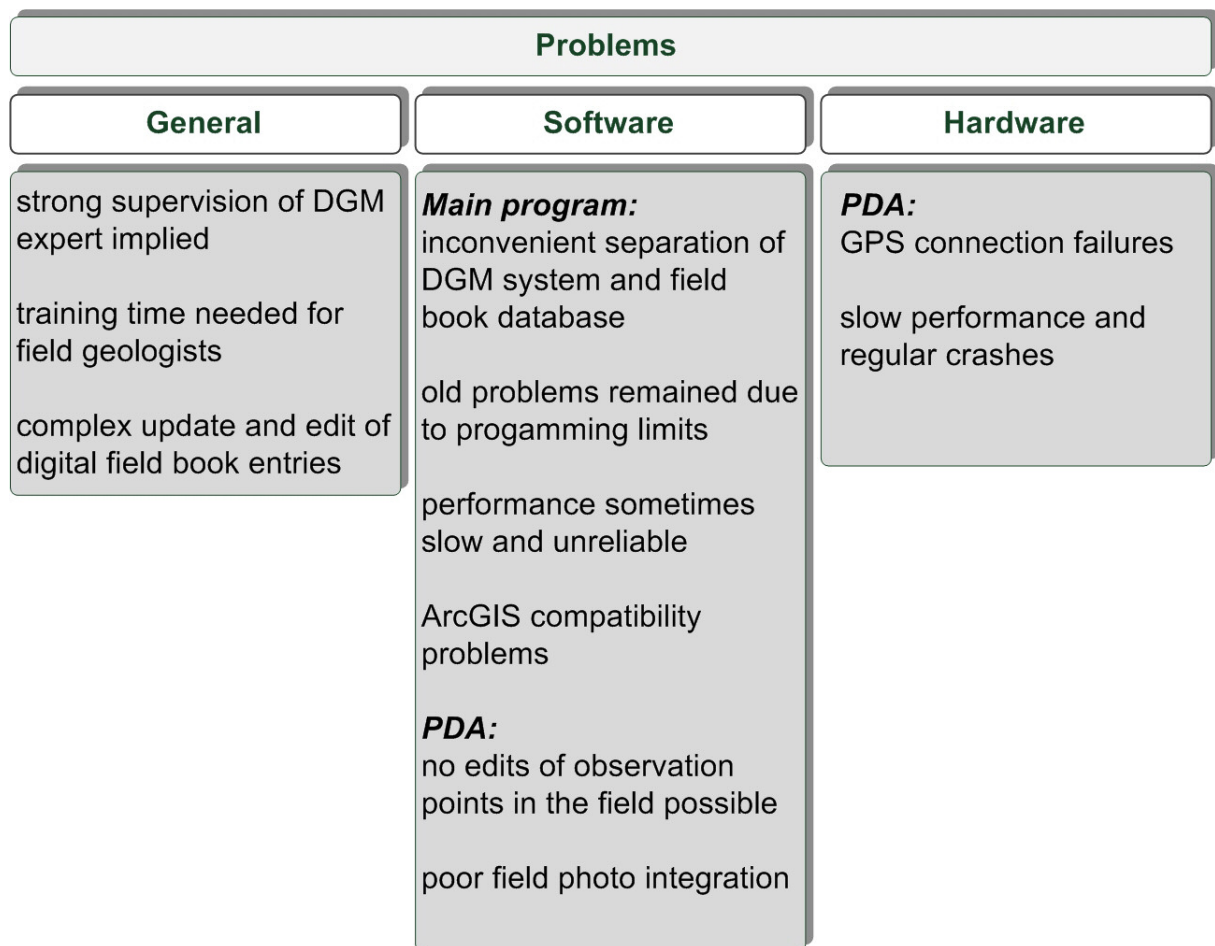 Problems
General
strong supervision of DGM
expert implied
training time needed for
field geologists
complex update and edit of
digital field book entries
Software
Main program:
inconvenient separation of
DGM system and field
book database
old problems remained due
to progamming limits
performance sometimes
slow and unreliable
ArcGIS compatibility
problems
PDA:
no edits of observation
points in the field possible
poor field photo integration
Hardware
PDA:
GPS connection failures
slow performance and
regular crashes